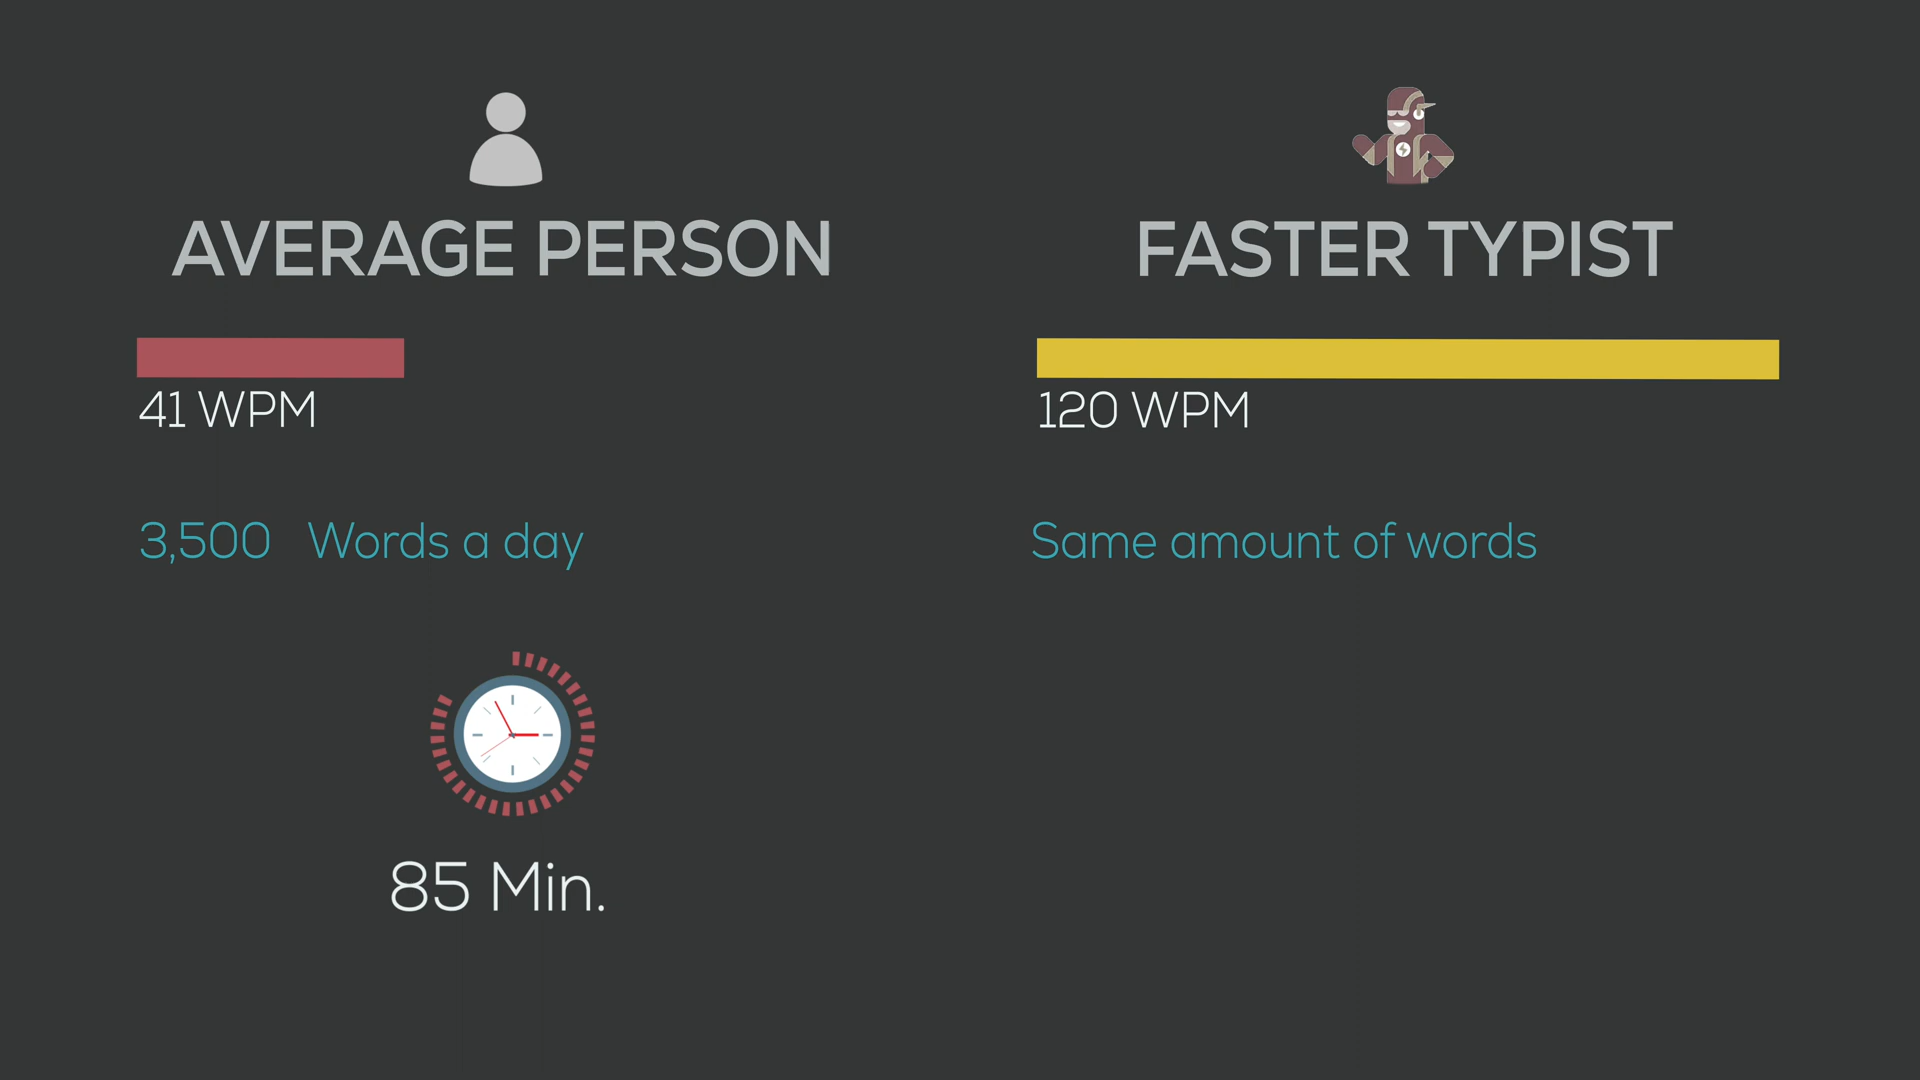 AVERAGE PERSON
41 WPM
3,500 Words a day
85 Min.
FASTER TYPIST
120 WPM
Same amount of words